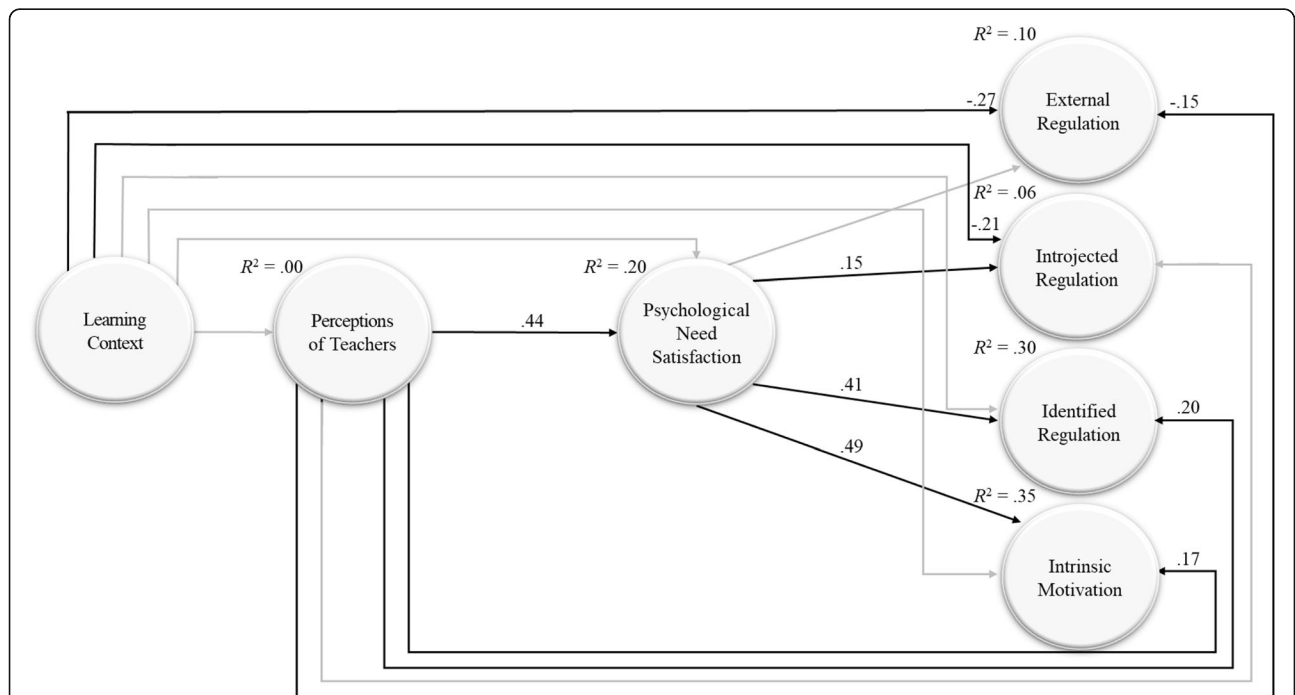 R² = .10
-.27
External
Regulation
-.15
R² = .06
-.21
R² = .00
R² = .20
.15
Introjected
Regulation
Learning
Context
Perceptions
of Teachers
.44
Psychological
Need
Satisfaction
R² = .30
.41
Identified
Regulation
.20
.49
R² = .35
Intrinsic
Motivation
.17